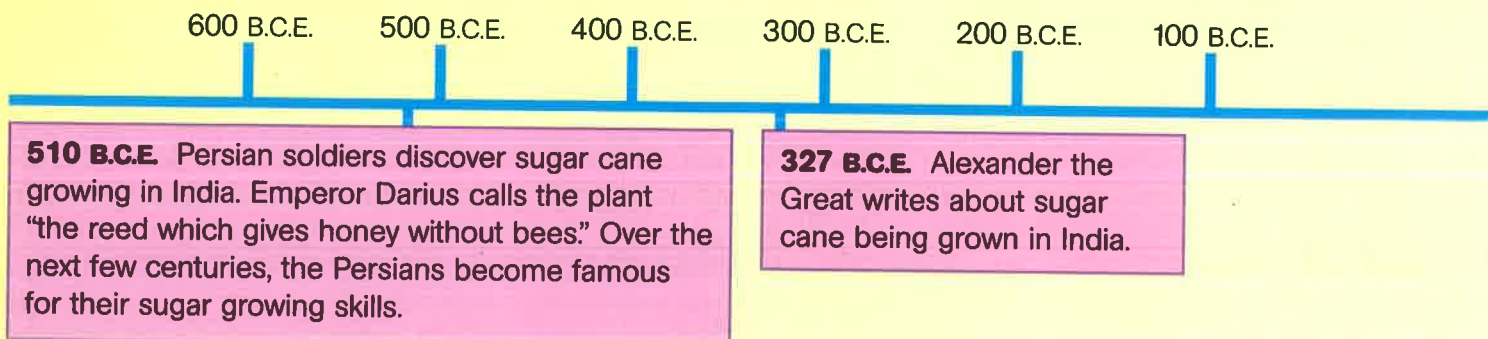 600 B.C.E. 500 B.C.E. 400 B.C.E. 300 B.C.E. 200 B.C.E. 100 B.C.E.
510 B.C.E. Persian soldiers discover sugar cane
growing in India. Emperor Darius calls the plant
“the reed which gives honey without bees.” Over the
next few centuries, the Persians become famous
for their sugar growing skills.
327 B.C.E. Alexander the
Great writes about sugar
cane being grown in India.